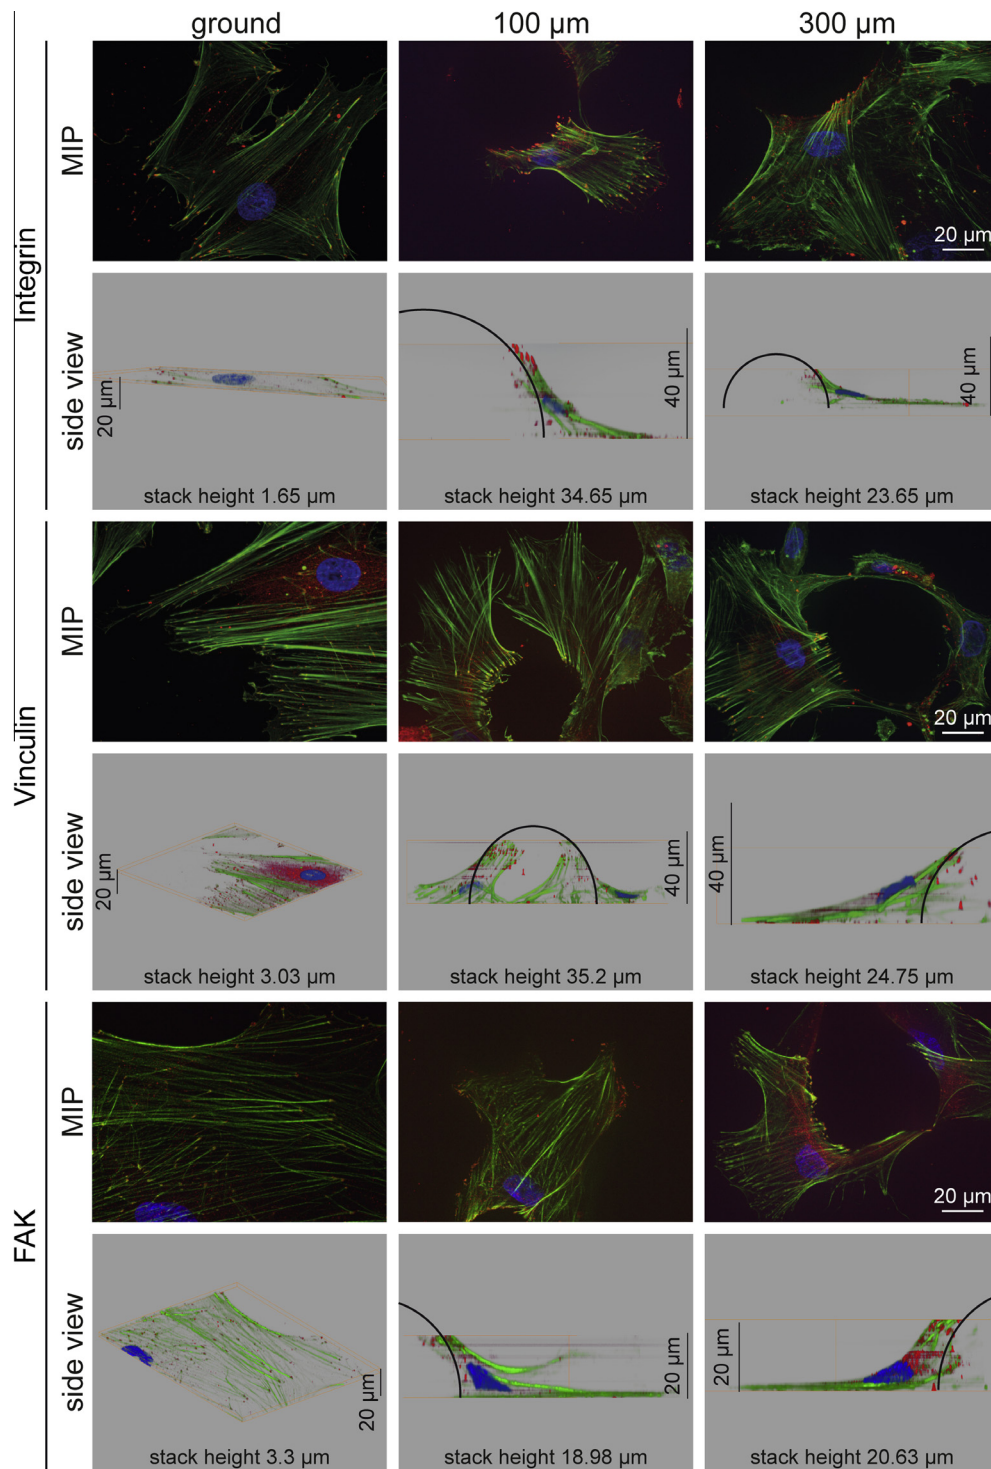 ground 100 µm 300 µm
Integrin
MIP
20 µm
side view
20 µm
40 µm
40 µm
stack height 1.65 µm
stack height 34.65 µm
stack height 23.65 µm
Vinculin
MIP
20 µm
side view
20 µm
40 µm
40 µm
stack height 3.03 µm
stack height 35.2 µm
stack height 24.75 µm
FAK
MIP
20 µm
side view
20 µm
20 µm
20 µm
stack height 3.3 µm
stack height 18.98 µm
stack height 20.63 µm